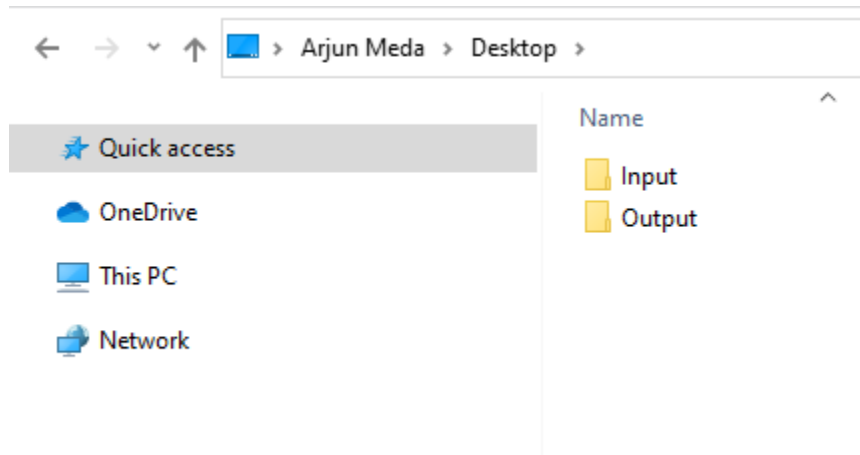 Arjun Meda > Desktop >
Name
Quick access
Input
OneDrive
Output
This PC
Network